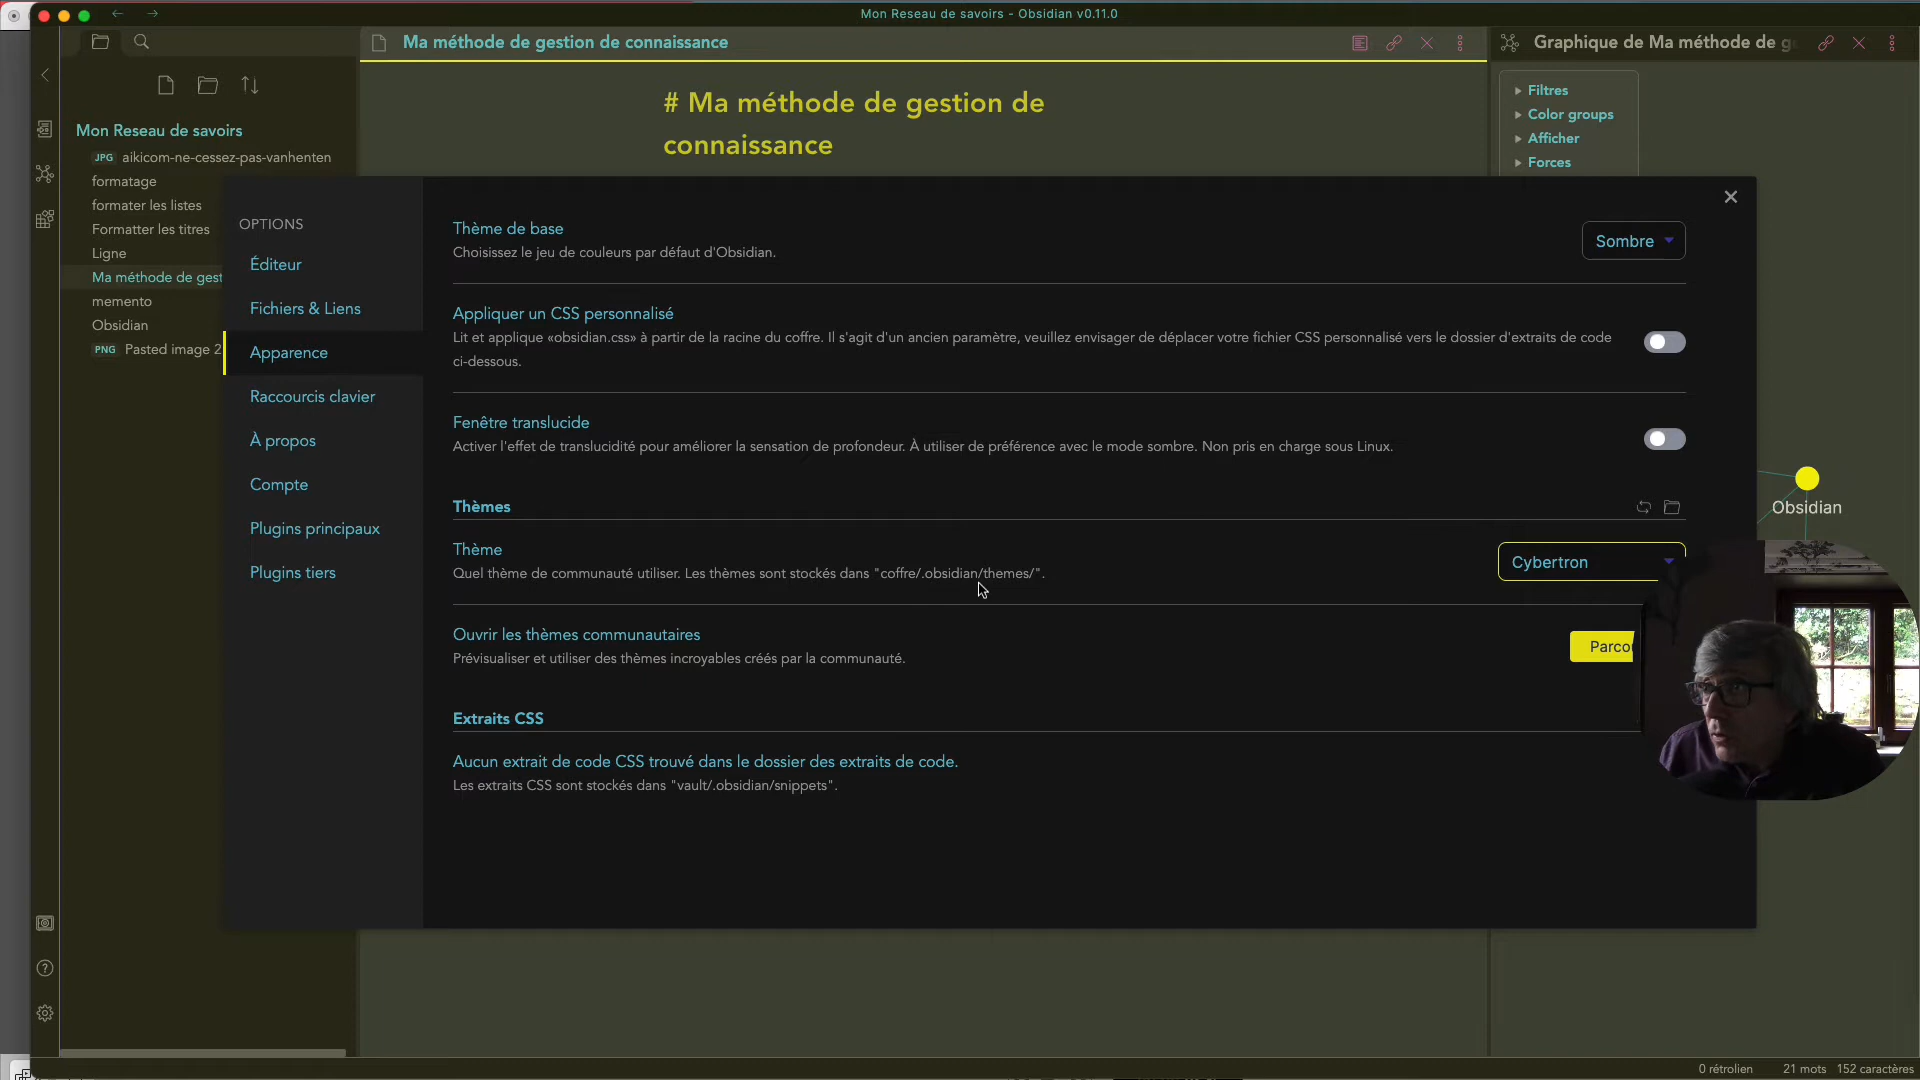 Mon Reseau de savoirs - Obsidian v0.11.0
Ma méthode de gestion de connaissance
Graphique de Ma méthode de g
Mon Reseau de savoirs
JPG aikicom-ne-cessez-pas-vanhenten
formatage
formater les listes
Formatter les titres
Ligne
Ma méthode de gest
memento
Obsidian
PNG Pasted image 2
# Ma méthode de gestion de
connaissance
Filtres
Color groups
Afficher
Forces
OPTIONS
Éditeur
Fichiers & Liens
Apparence
Raccourcis clavier
À propos
Compte
Plugins principaux
Plugins tiers
Thème de base
Choisissez le jeu de couleurs par défaut d'Obsidian.
Sombre
Appliquer un CSS personnalisé
Lit et applique «obsidian.css» à partir de la racine du coffre. Il s'agit d'un ancien paramètre, veuillez envisager de déplacer votre fichier CSS personnalisé vers le dossier d'extraits de code
ci-dessous.
Fenêtre translucide
Activer l'effet de translucidité pour améliorer la sensation de profondeur. À utiliser de préférence avec le mode sombre. Non pris en charge sous Linux.
Thèmes
Thème
Quel thème de communauté utiliser. Les thèmes sont stockés dans "coffre/.obsidian/themes/".
Cybertron
Ouvrir les thèmes communautaires
Prévisualiser et utiliser des thèmes incroyables créés par la communauté.
Parcou
Extraits CSS
Aucun extrait de code CSS trouvé dans le dossier des extraits de code.
Les extraits CSS sont stockés dans "vault/.obsidian/snippets".
Obsidian
0 rétrolien
21 mots
152 caractères